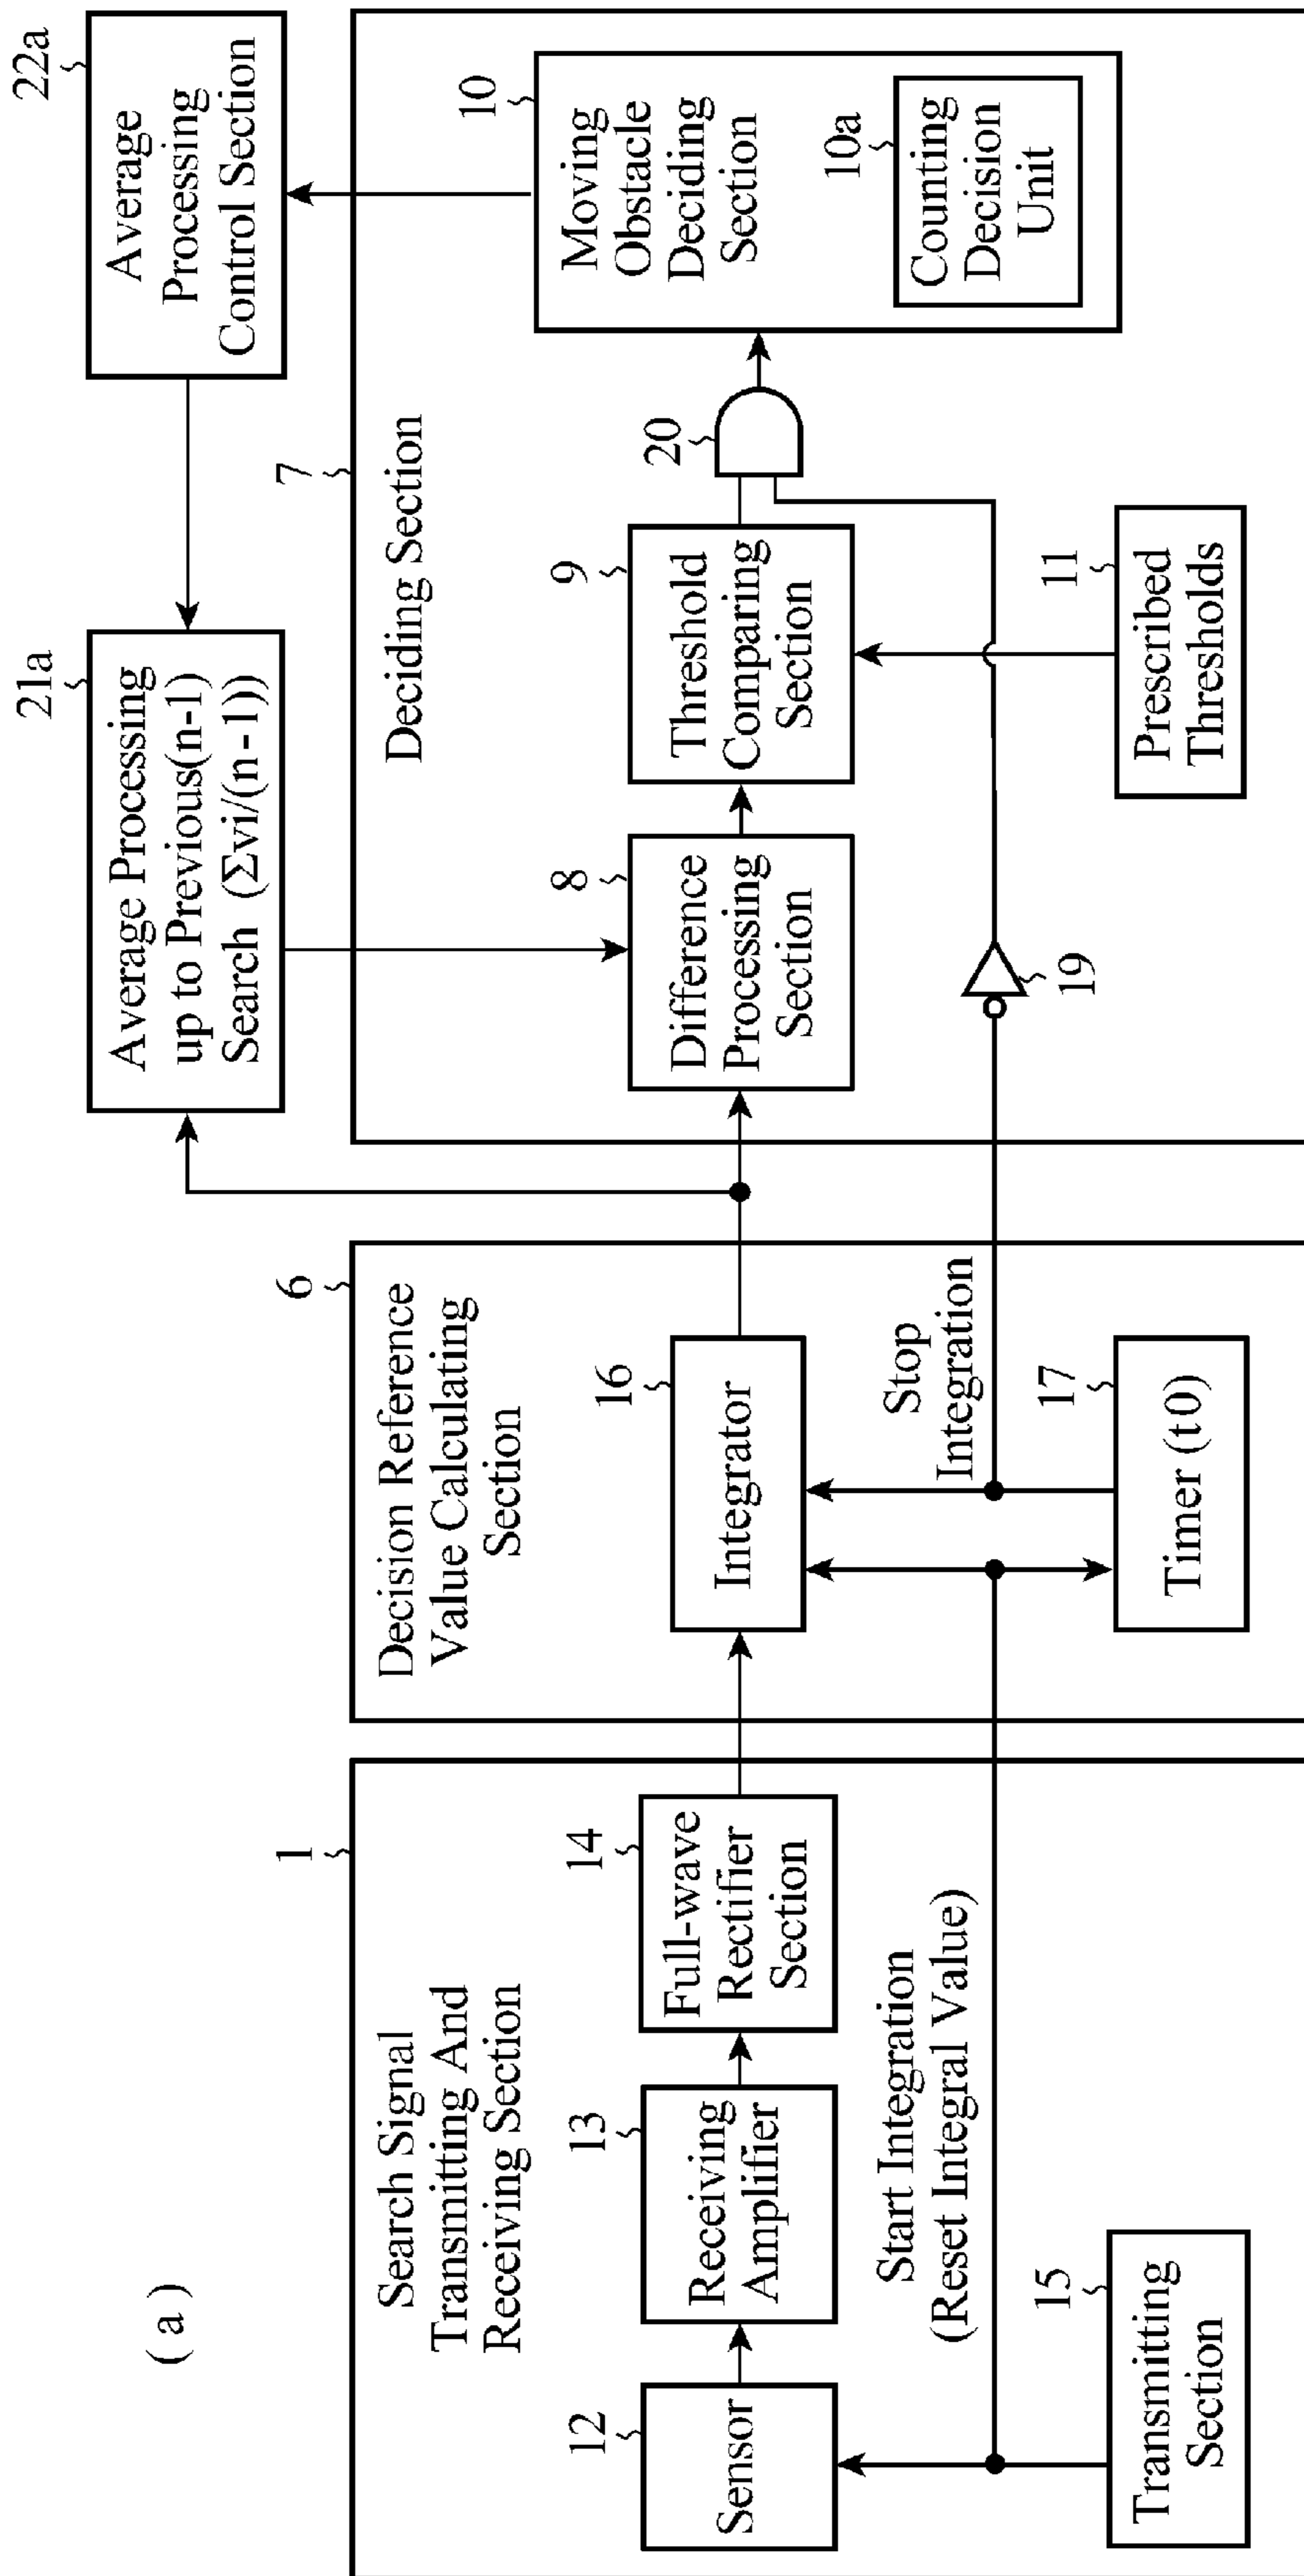 (a)
1
Search Signal
Transmitting And
Receiving Section
12
Sensor
13
Receiving
Amplifier
14
Full-wave
Rectifier
Section
Start Integration
(Reset Integral Value)
15
Transmitting
Section
6
Decision Reference
Value Calculating
Section
16
Integrator
Stop
Integration
17
Timer (t0)
21a
Average Processing
up to Previous(n-1)
Search (Σvi/(n-1))
22a
Average
Processing
Control Section
7
Deciding Section
8
Difference
Processing
Section
9
Threshold
Comparing
Section
20
10
Moving
Obstacle
Deciding
Section
10a
Counting
Decision
Unit
19
11
Prescribed
Thresholds